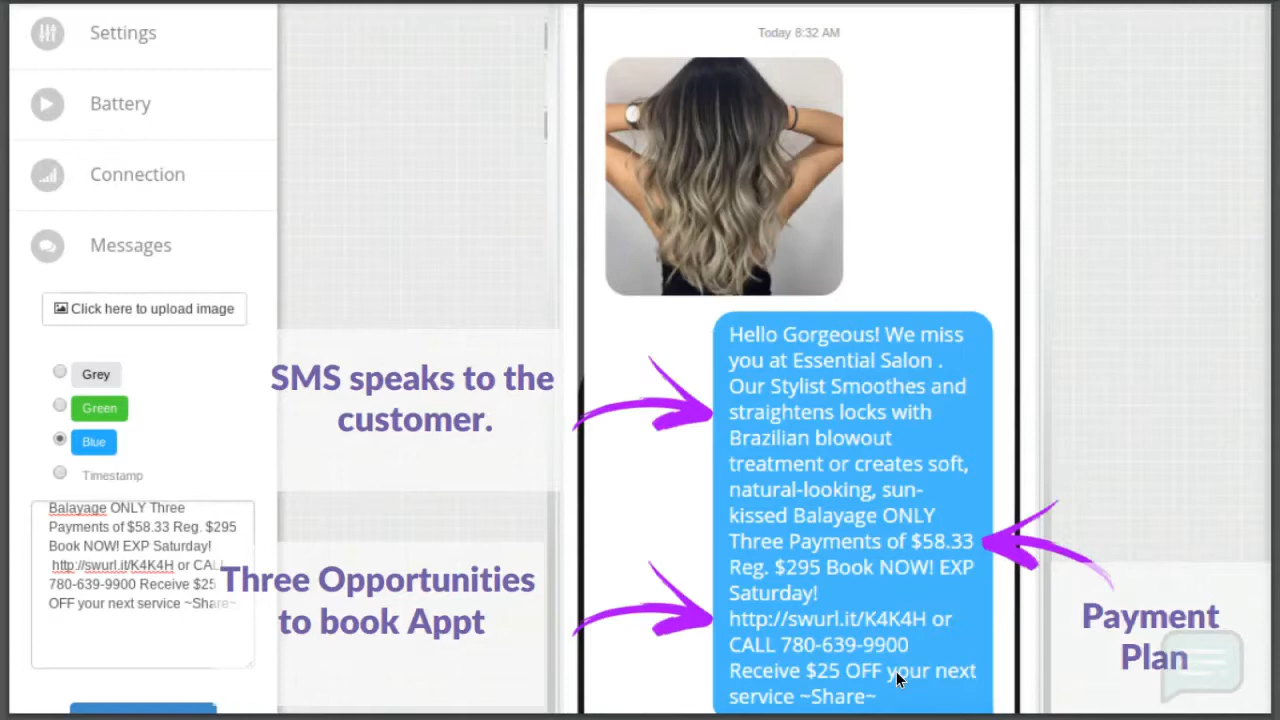 Settings
Battery
Connection
Messages
Click here to upload image
Grey
Green
Blue
Timestamp
Balayage ONLY Three
Payments of $58.33 Reg. $295
Book NOW! EXP Saturday!
http://swurl.it/K4K4H or CALL
780-639-9900 Receive $25
OFF your next service ~Share~
SMS speaks to the
customer.
Three Opportunities
to book Appt
Today 8:32 AM
Hello Gorgeous! We miss
you at Essential Salon .
Our Stylist Smoothes and
straightens locks with
Brazilian blowout
treatment or creates soft,
natural-looking, sun-
kissed Balayage ONLY
Three Payments of $58.33
Reg. $295 Book NOW! EXP
Saturday!
http://swurl.it/K4K4H or
CALL 780-639-9900
Receive $25 OFF your next
service ~Share~
Payment
Plan